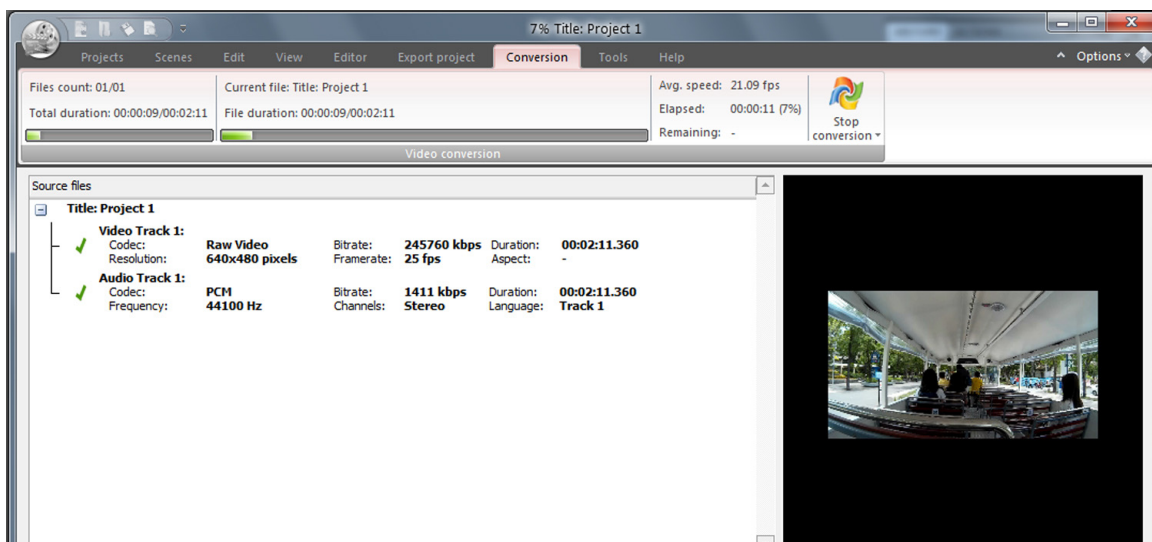 7% Title: Project 1
Projects Scenes Edit View Editor Export project Conversion Tools Help Options
Files count: 01/01 Current file: Title: Project 1 Avg. speed: 21.09 fps
Total duration: 00:00:09/00:02:11 File duration: 00:00:09/00:02:11 Elapsed: 00:00:11 (7%)
Remaining: -
Stop
conversion
Video conversion
Source files
Title: Project 1
Video Track 1:
Codec: Raw Video Bitrate: 245760 kbps Duration: 00:02:11.360
Resolution: 640x480 pixels Framerate: 25 fps Aspect: -
Audio Track 1:
Codec: PCM Bitrate: 1411 kbps Duration: 00:02:11.360
Frequency: 44100 Hz Channels: Stereo Language: Track 1